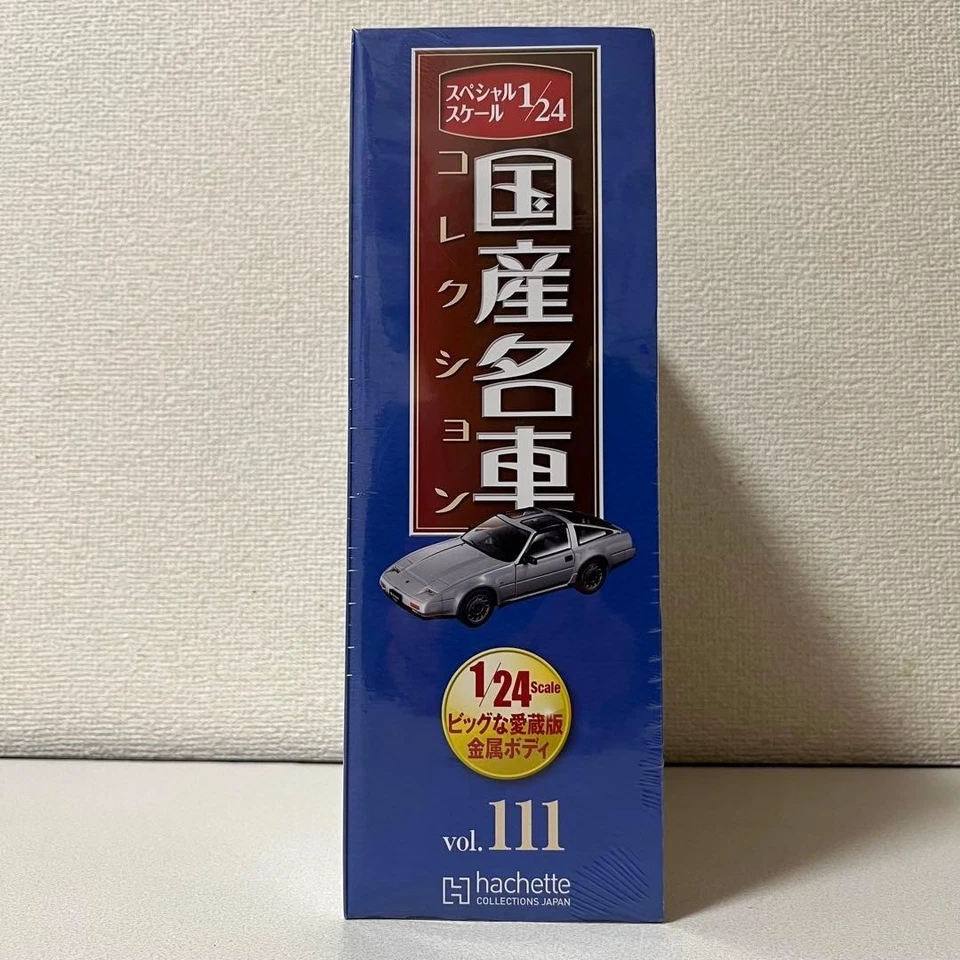 スペシャル
スケール 1/24
国産名車
コレクション
1/24 Scale
ビッグな愛蔵版
金属ボディ
vol. 111
hachette
COLLECTIONS JAPAN